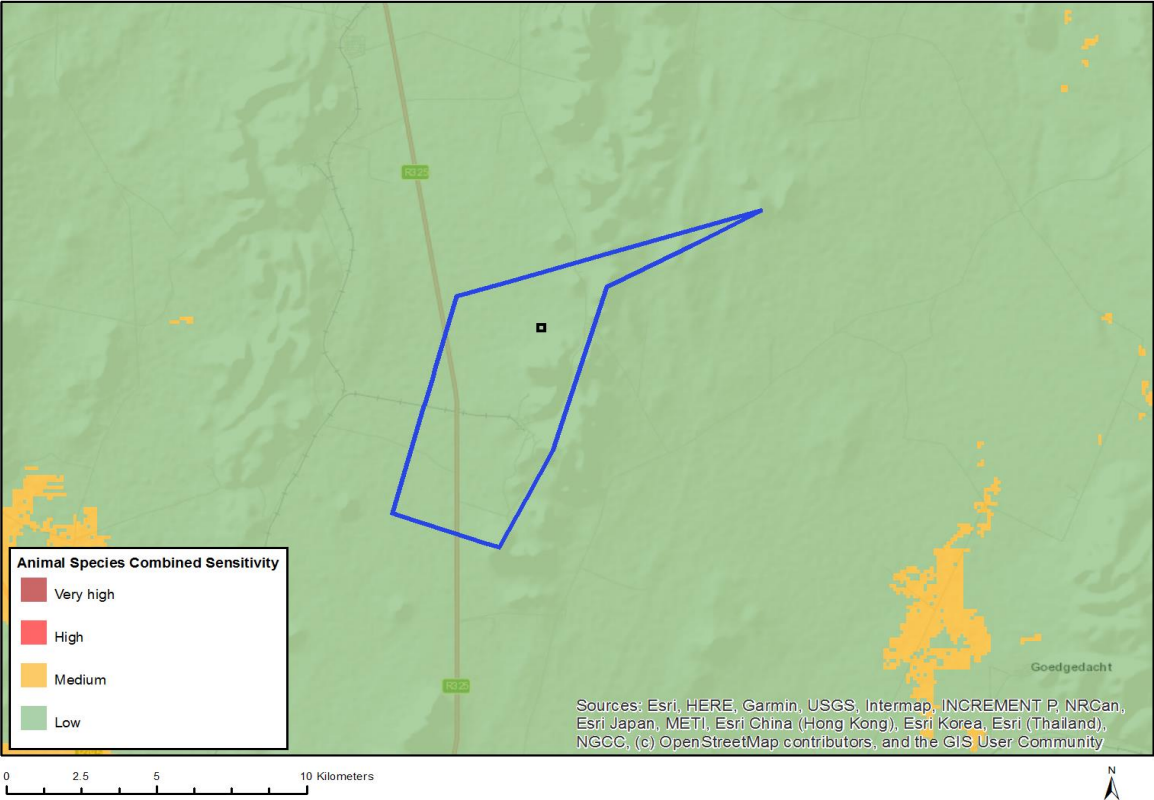 R325
Animal Species Combined Sensitivity
Very high
High
Medium
Low
Goedgedacht
R325
Sources: Esri, HERE, Garmin, USGS, Intermap, INCREMENT P, NRCan,
Esri Japan, METI, Esri China (Hong Kong), Esri Korea, Esri (Thailand),
NGCC, (c) OpenStreetMap contributors, and the GIS User Community
0 2.5 5 10 Kilometers
N